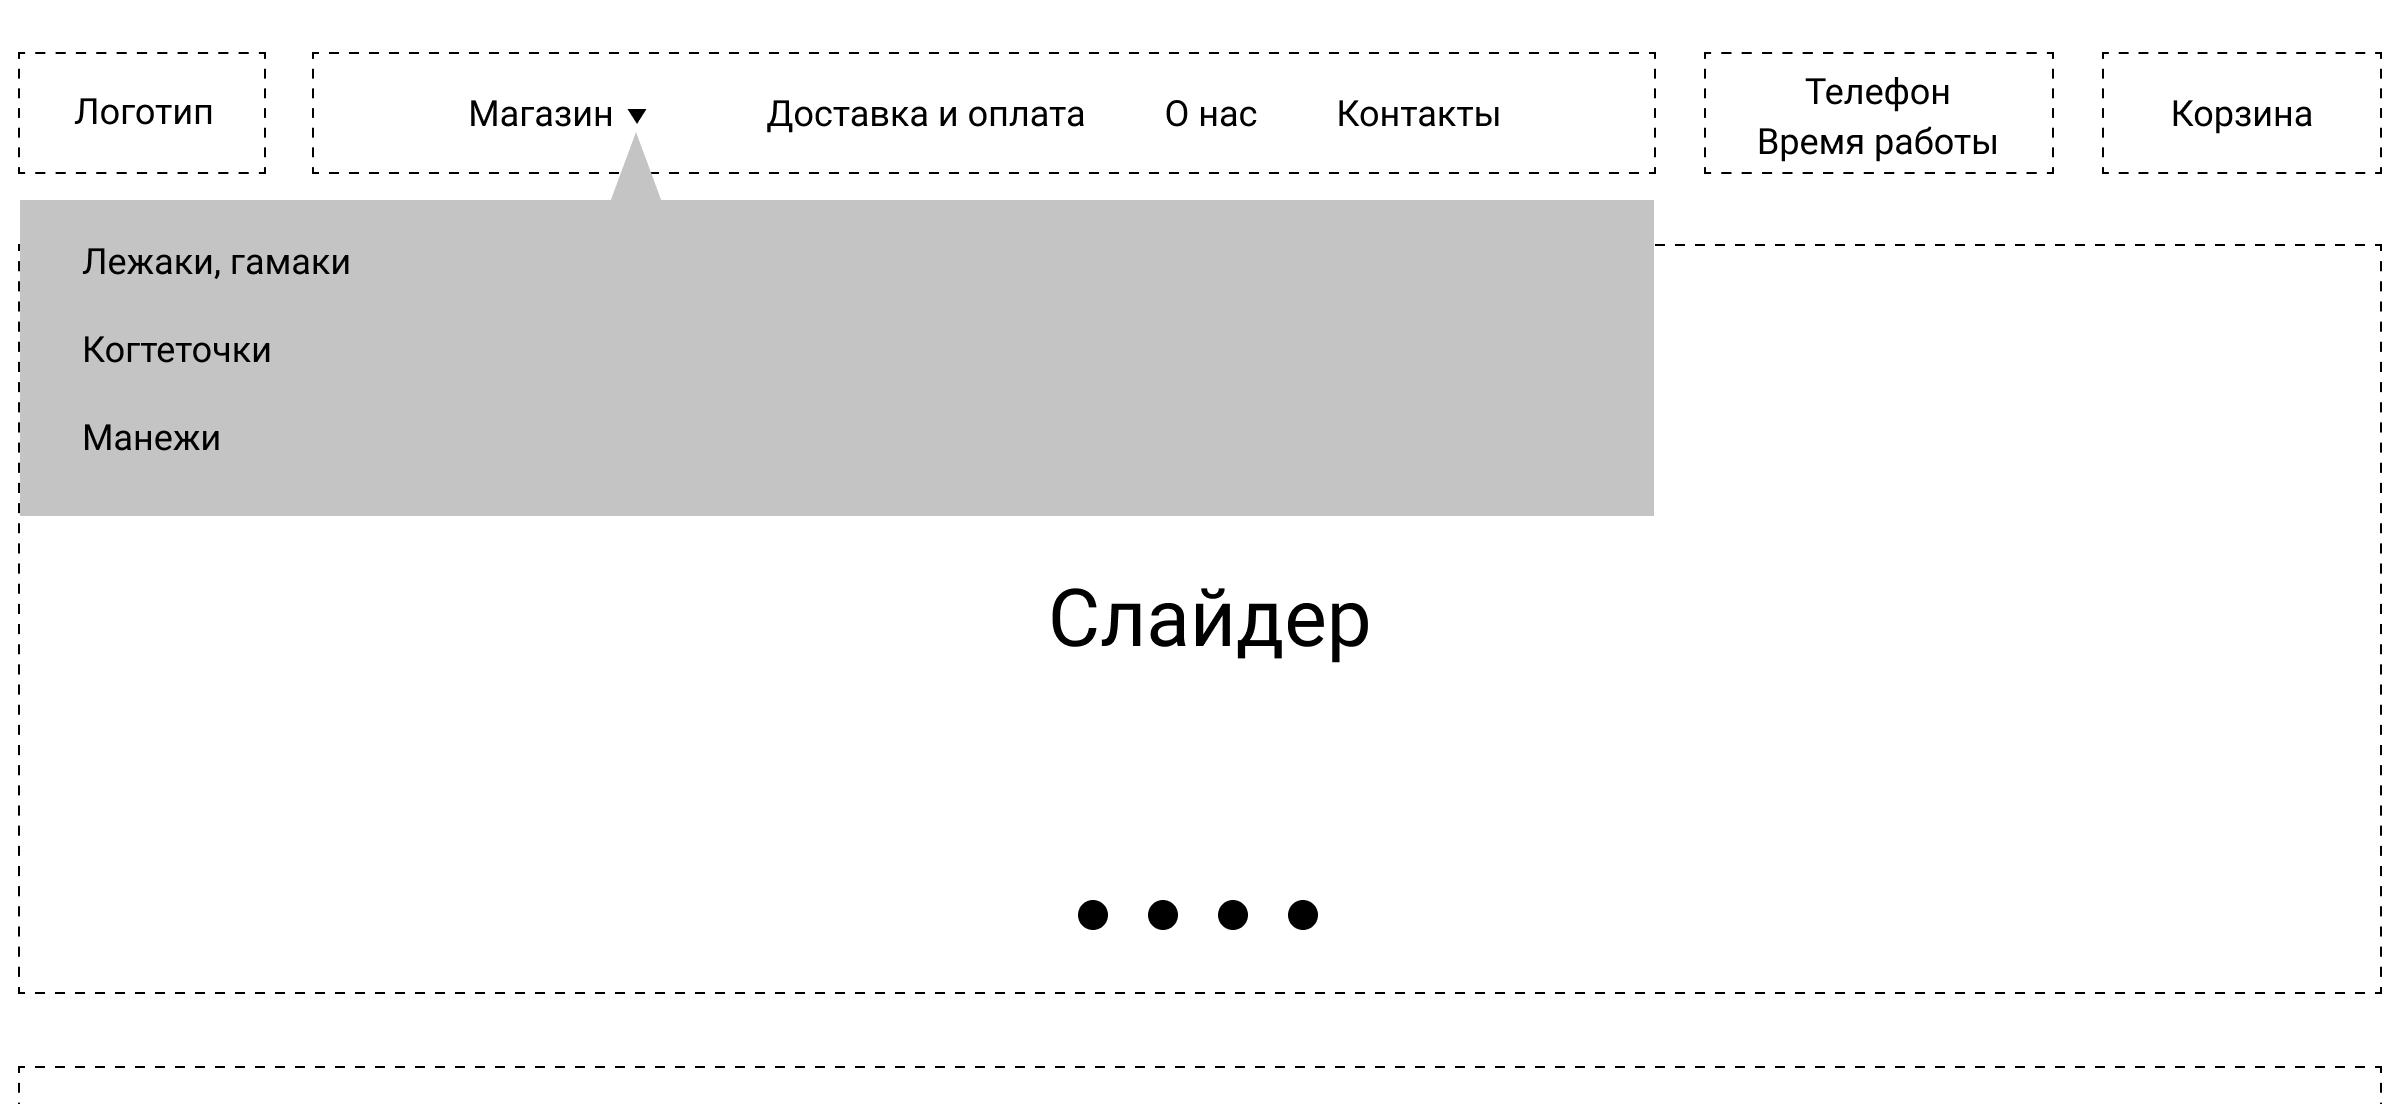 Логотип
Магазин
Доставка и оплата
О нас
Контакты
Телефон
Время работы
Корзина
Лежаки, гамаки
Когтеточки
Манежи
Слайдер